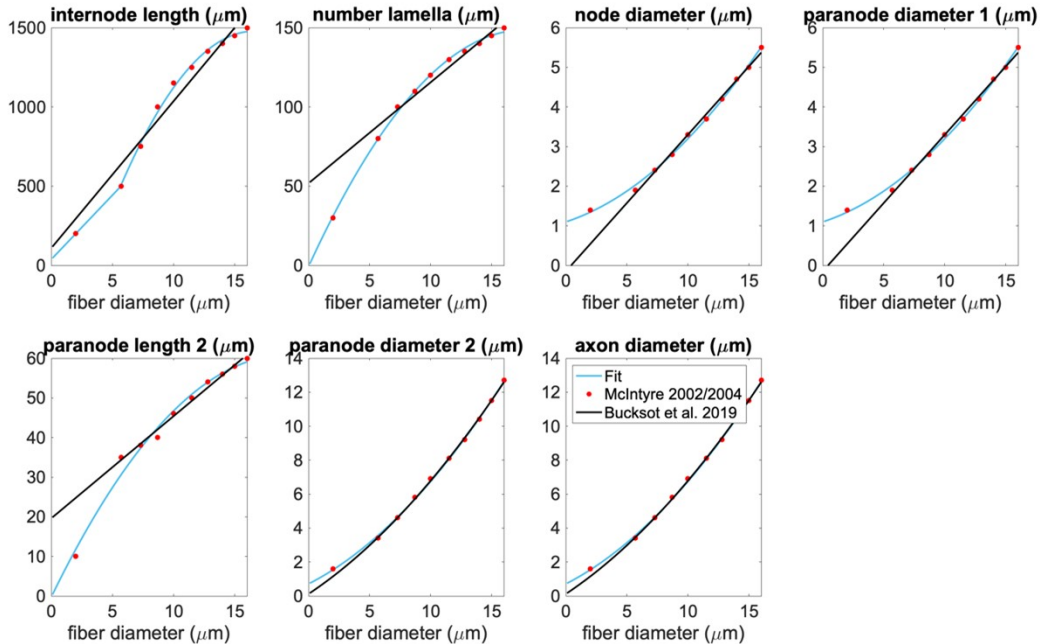 internode length (μm)
number lamella (μm)
node diameter (μm)
paranode diameter 1 (μm)
1500
1000
500
0
0 5 10 15
fiber diameter (μm)
150
100
50
0
0 5 10 15
fiber diameter (μm)
6
5
4
3
2
1
0
0 5 10 15
fiber diameter (μm)
6
5
4
3
2
1
0
0 5 10 15
fiber diameter (μm)
paranode length 2 (μm)
paranode diameter 2 (μm)
axon diameter (μm)
60
50
40
30
20
10
0
0 5 10 15
fiber diameter (μm)
14
12
10
8
6
4
2
0
0 5 10 15
fiber diameter (μm)
14
12
10
8
6
4
2
0
0 5 10 15
fiber diameter (μm)
Fit
McIntyre 2002/2004
Bucksot et al. 2019